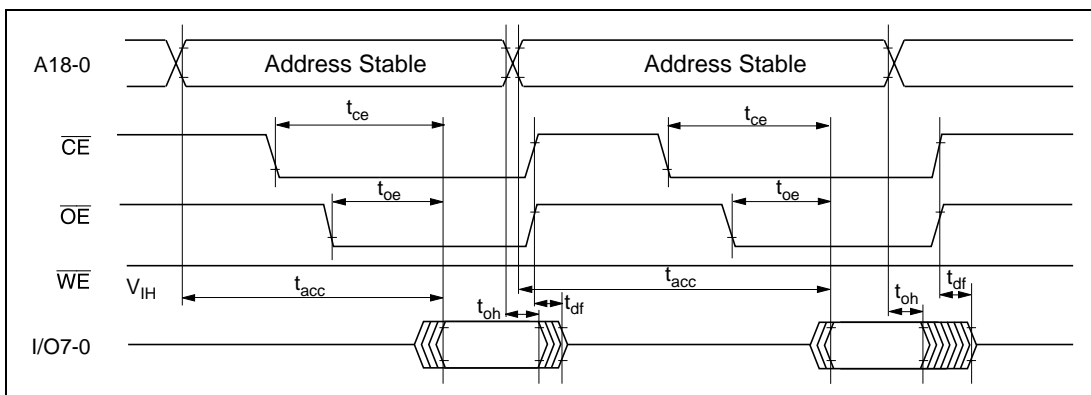 A18-0
Address Stable
Address Stable
tce
tce
CE
toe
toe
OE
WE
VIH
tacc
tacc
toh
tdf
toh
tdf
I/O7-0